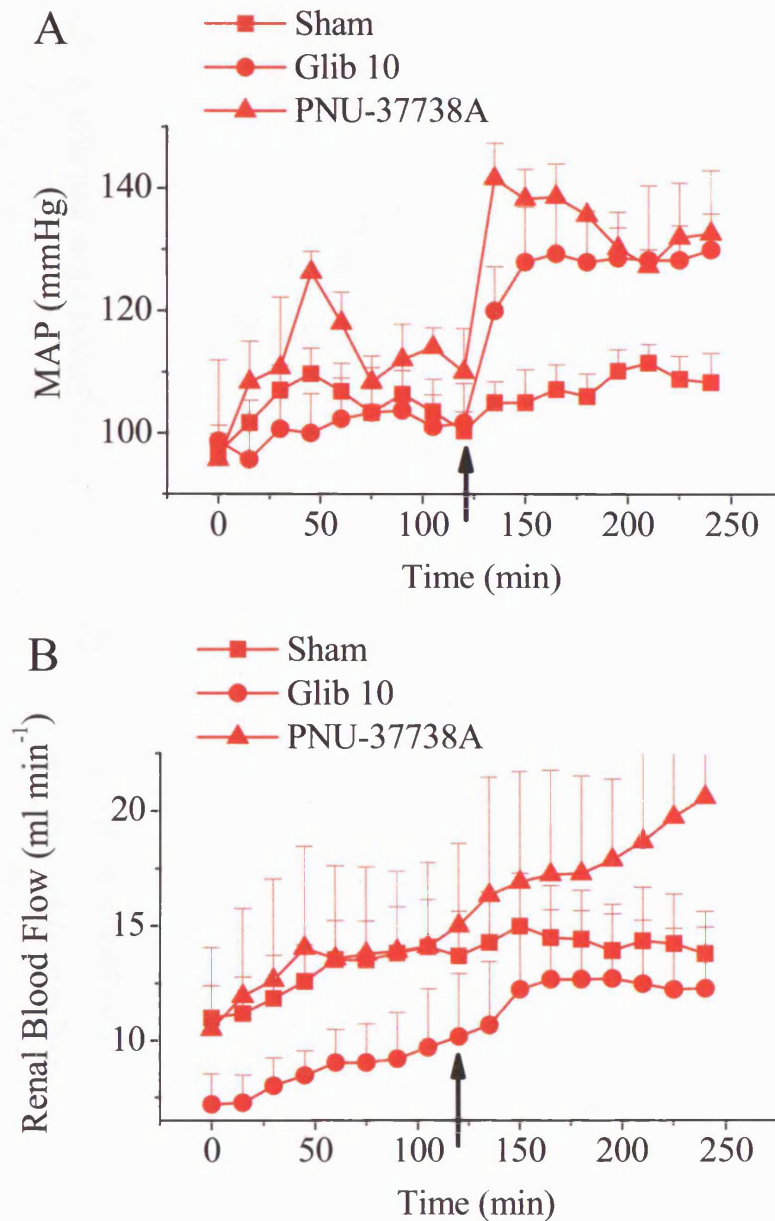 A
Sham
Glib 10
PNU-37738A
MAP (mmHg)
140
120
100
0 50 100 150 200 250
Time (min)
B
Sham
Glib 10
PNU-37738A
Renal Blood Flow (ml min⁻¹)
20
15
10
0 50 100 150 200 250
Time (min)